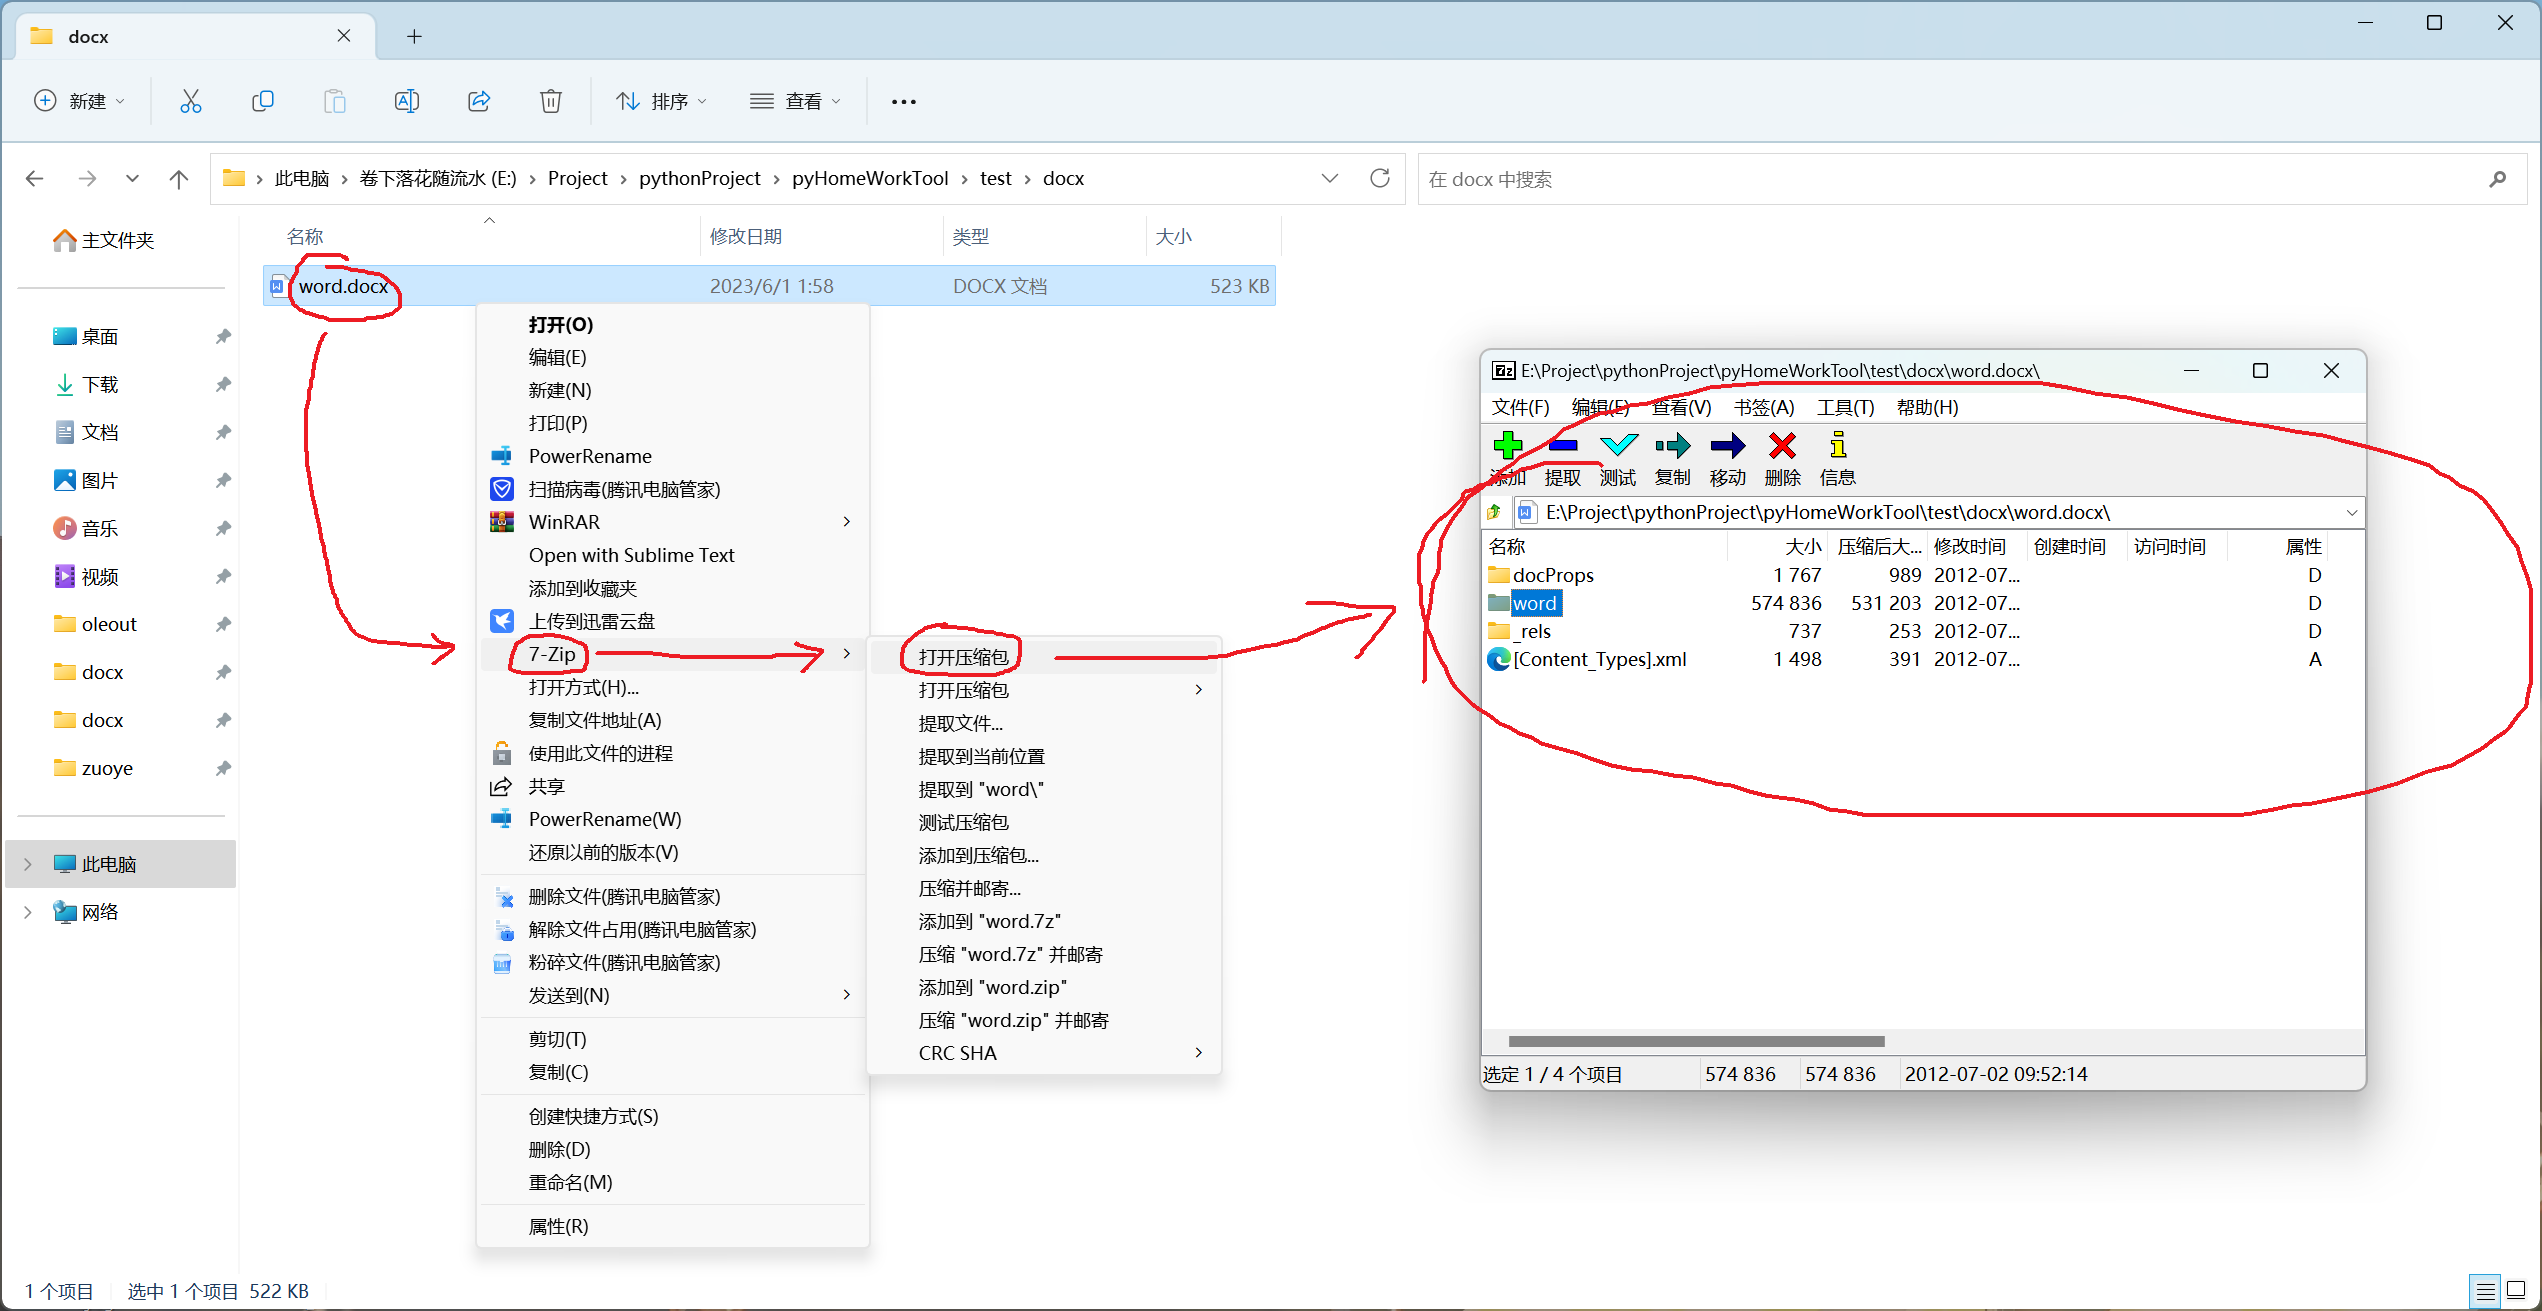 docx
新建
排序
查看
此电脑 > 卷下落花随流水 (E:) > Project > pythonProject > pyHomeWorkTool > test > docx
在 docx 中搜索
主文件夹
桌面
下载
文档
图片
音乐
视频
oleout
docx
docx
zuoye
此电脑
网络
名称 修改日期 类型 大小
word.docx 2023/6/1 1:58 DOCX 文档 523 KB
打开(O)
编辑(E)
新建(N)
打印(P)
PowerRename
扫描病毒(腾讯电脑管家)
WinRAR
Open with Sublime Text
添加到收藏夹
上传到迅雷云盘
7-Zip
打开方式(H)...
复制文件地址(A)
使用此文件的进程
共享
PowerRename(W)
还原以前的版本(V)
删除文件(腾讯电脑管家)
解除文件占用(腾讯电脑管家)
粉碎文件(腾讯电脑管家)
发送到(N)
剪切(T)
复制(C)
创建快捷方式(S)
删除(D)
重命名(M)
属性(R)
打开压缩包
打开压缩包
提取文件...
提取到当前位置
提取到 "word\"
测试压缩包
添加到压缩包...
压缩并邮寄...
添加到 "word.7z"
压缩 "word.7z" 并邮寄
添加到 "word.zip"
压缩 "word.zip" 并邮寄
CRC SHA
7z E:\Project\pythonProject\pyHomeWorkTool\test\docx\word.docx\
文件(F) 编辑(E) 查看(V) 书签(A) 工具(T) 帮助(H)
添加 提取 测试 复制 移动 删除 信息
E:\Project\pythonProject\pyHomeWorkTool\test\docx\word.docx\
名称 大小 压缩后大... 修改时间 创建时间 访问时间 属性
docProps 1 767 989 2012-07... D
word 574 836 531 203 2012-07... D
_rels 737 253 2012-07... D
[Content_Types].xml 1 498 391 2012-07... A
选定 1 / 4 个项目 574 836 574 836 2012-07-02 09:52:14
1 个项目 选中 1 个项目 522 KB